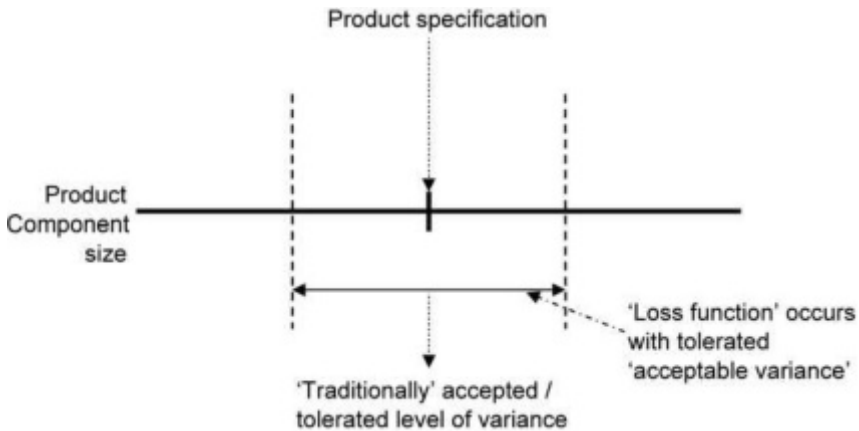 Product specification
Product
Component
size
‘Loss function’ occurs
with tolerated
‘acceptable variance’
‘Traditionally’ accepted /
tolerated level of variance